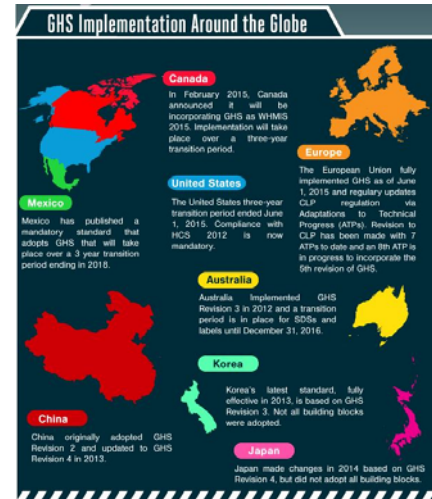 GHS Implementation Around the Globe
Canada
In February 2015, Canada
announced it will be
incorporating GHS as WHMIS
2015. Implementation will take
place over a three-year
transition period.
Europe
The European Union fully
implemented GHS as of June
1, 2015 and regulary updates
CLP regulation via
Adaptations to Technical
Progress (ATPs). Revision to
CLP has been made with 7
ATPs to date and an 8th ATP is
in progress to incorporate the
5th revision of GHS.
United States
The United States three-year
transition period ended June
1, 2015. Compliance with
HCS 2012 is now
mandatory.
Mexico
Mexico has published a
mandatory standard that
adopts GHS that will take
place over a 3 year transition
period ending in 2018.
Australia
Australia Implemented GHS
Revision 3 in 2012 and a transition
period is in place for SDSs and
labels until December 31, 2016.
Korea
Korea's latest standard, fully
effective in 2013, is based on GHS
Revision 3. Not all building blocks
were adopted.
China
China originally adopted GHS
Revision 2 and updated to GHS
Revision 4 in 2013.
Japan
Japan made changes in 2014 based on GHS
Revision 4, but did not adopt all building blocks.